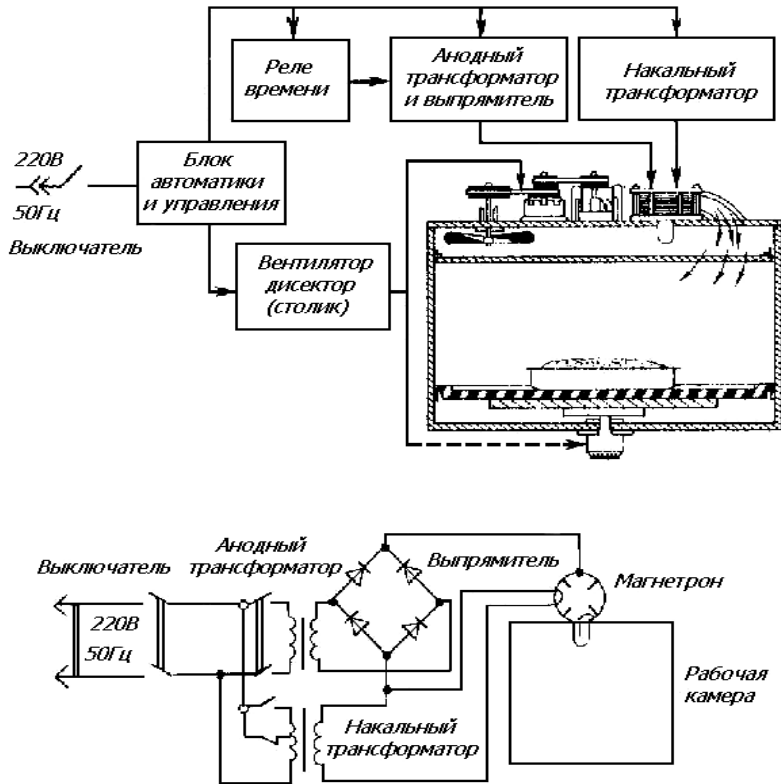 Реле
времени
Анодный
трансформатор
и выпрямитель
Накальный
трансформатор
220В
50Гц
Выключатель
Блок
автоматики
и управления
Вентилятор
дисектор
(столик)
Выключатель
Анодный
трансформатор
Выпрямитель
Магнетрон
220В
50Гц
Рабочая
камера
Накальный
трансформатор